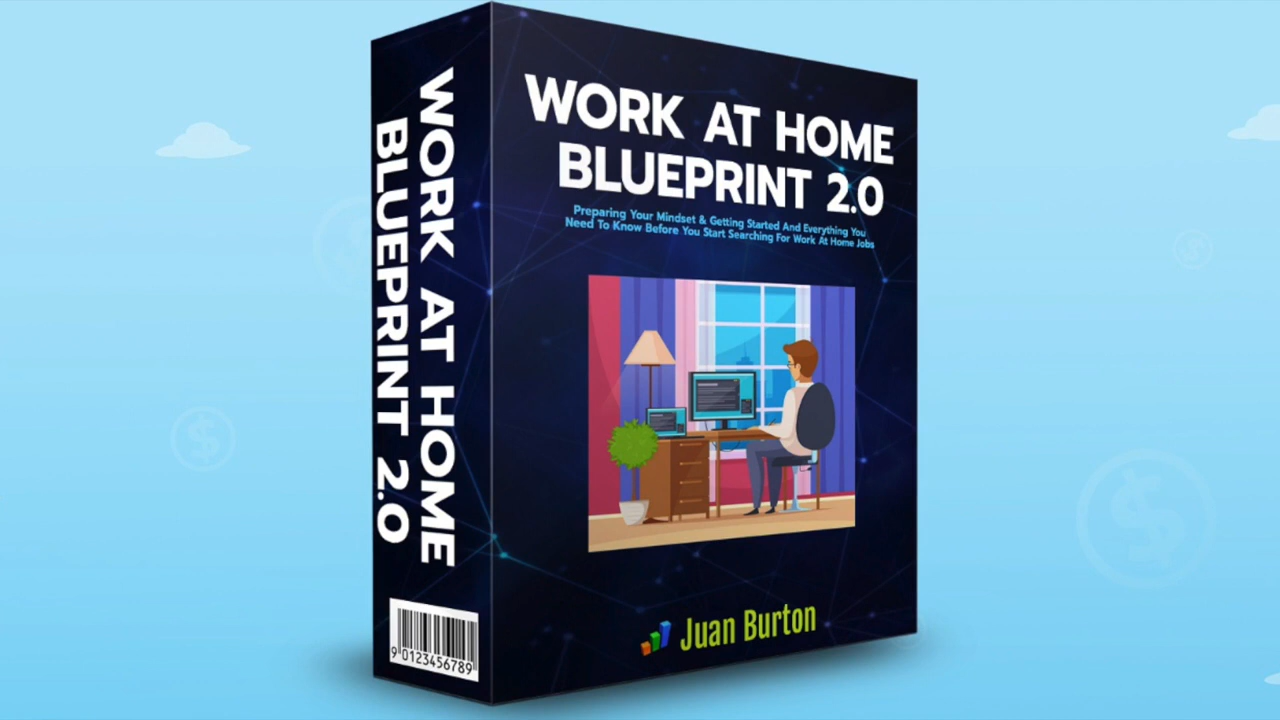 WORK AT HOME
BLUEPRINT 2.0
9 0123456789
WORK AT HOME
BLUEPRINT 2.0
Preparing Your Mindset & Getting Started And Everything You
Need To Know Before You Start Searching For Work At Home Jobs
Juan Burton